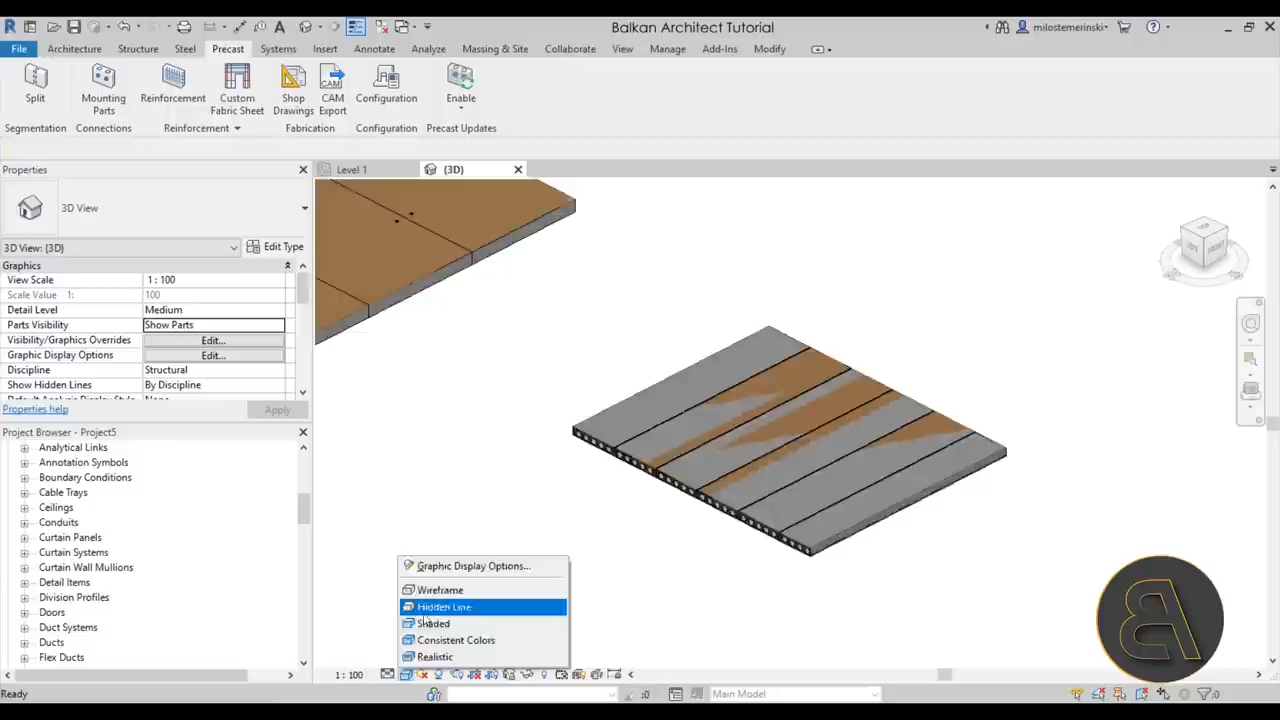 Balkan Architect Tutorial
milostemerinski
File Architecture Structure Steel Precast Systems Insert Annotate Analyze Massing & Site Collaborate View Manage Add-Ins Modify
Split
Mounting Parts
Reinforcement
Custom Fabric Sheet
Shop Drawings
CAM Export
Configuration
Enable
Segmentation Connections Reinforcement Fabrication Configuration Precast Updates
Properties
Level 1
(3D)
3D View
3D View: {3D}
Edit Type
Graphics
View Scale 1 : 100
Scale Value 1: 100
Detail Level Medium
Parts Visibility Show Parts
Visibility/Graphics Overrides Edit...
Graphic Display Options Edit...
Discipline Structural
Show Hidden Lines By Discipline
Properties help
Apply
Project Browser - Project5
Analytical Links
Annotation Symbols
Boundary Conditions
Cable Trays
Ceilings
Conduits
Curtain Panels
Curtain Systems
Curtain Wall Mullions
Detail Items
Division Profiles
Doors
Duct Systems
Ducts
Flex Ducts
TOP
LEFT
FRONT
Graphic Display Options...
Wireframe
Hidden Line
Shaded
Consistent Colors
Realistic
1 : 100
Ready
:0
Main Model
:0